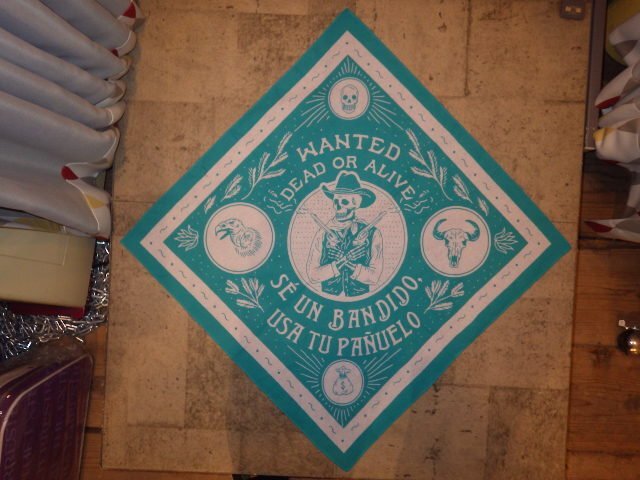 WANTED
DEAD OR ALIVE
SÉ UN BANDIDO,
USA TU PAÑUELO
$